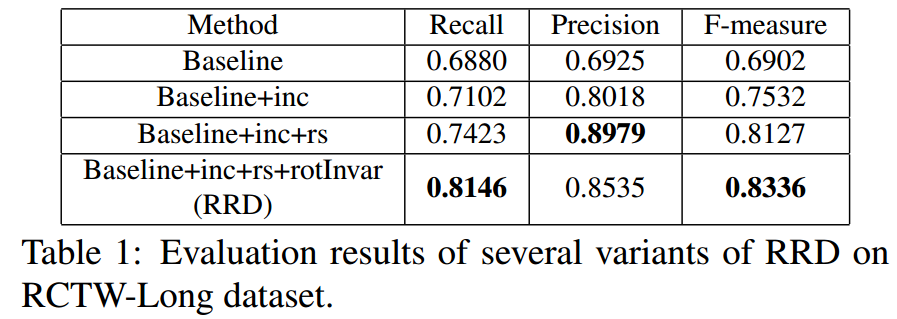 Method Recall Precision F-measure
Baseline 0.6880 0.6925 0.6902
Baseline+inc 0.7102 0.8018 0.7532
Baseline+inc+rs 0.7423 0.8979 0.8127
Baseline+inc+rs+rotInvar
(RRD) 0.8146 0.8535 0.8336
Table 1: Evaluation results of several variants of RRD on
RCTW-Long dataset.